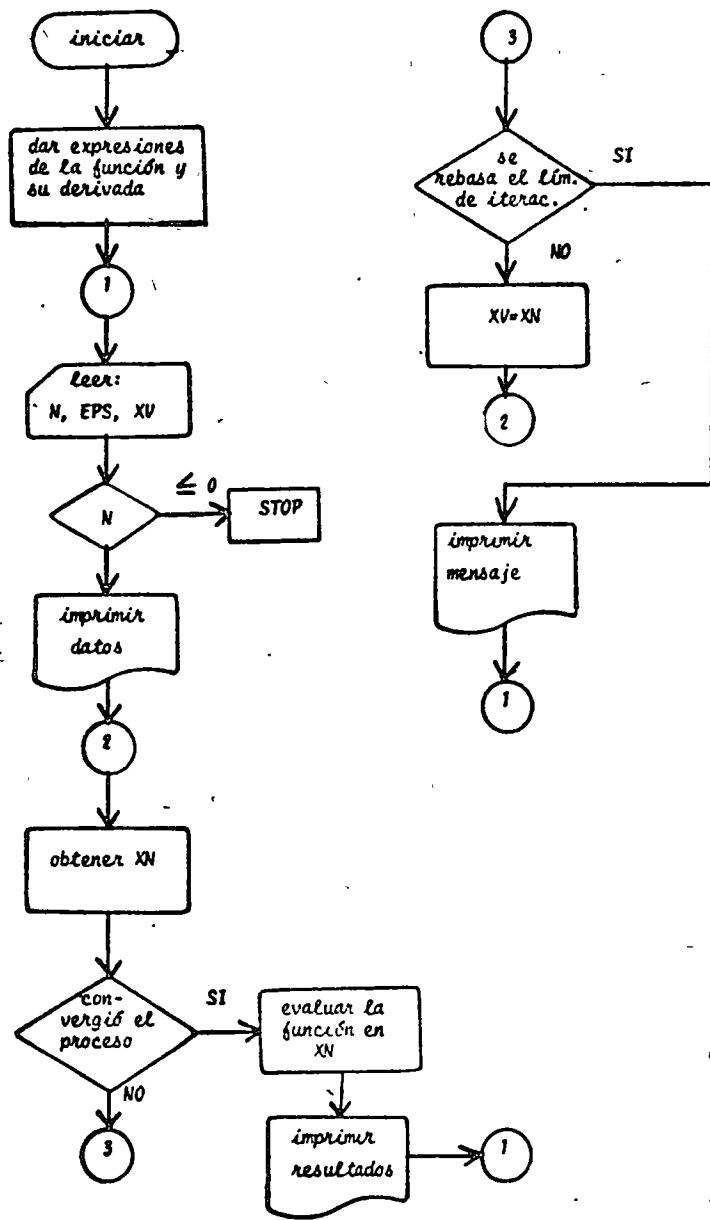 iniciar
dar expresiones
de la función y
su derivada
1
leer:
N, EPS, XV
N
≤ 0
STOP
imprimir
datos
2
obtener XN
con-
vergió el
proceso
SI
NO
evaluar la
función en
XN
imprimir
resultados
1
3
3
se
rebasa el lím.
de iterac.
SI
NO
XV=XN
2
imprimir
mensaje
1